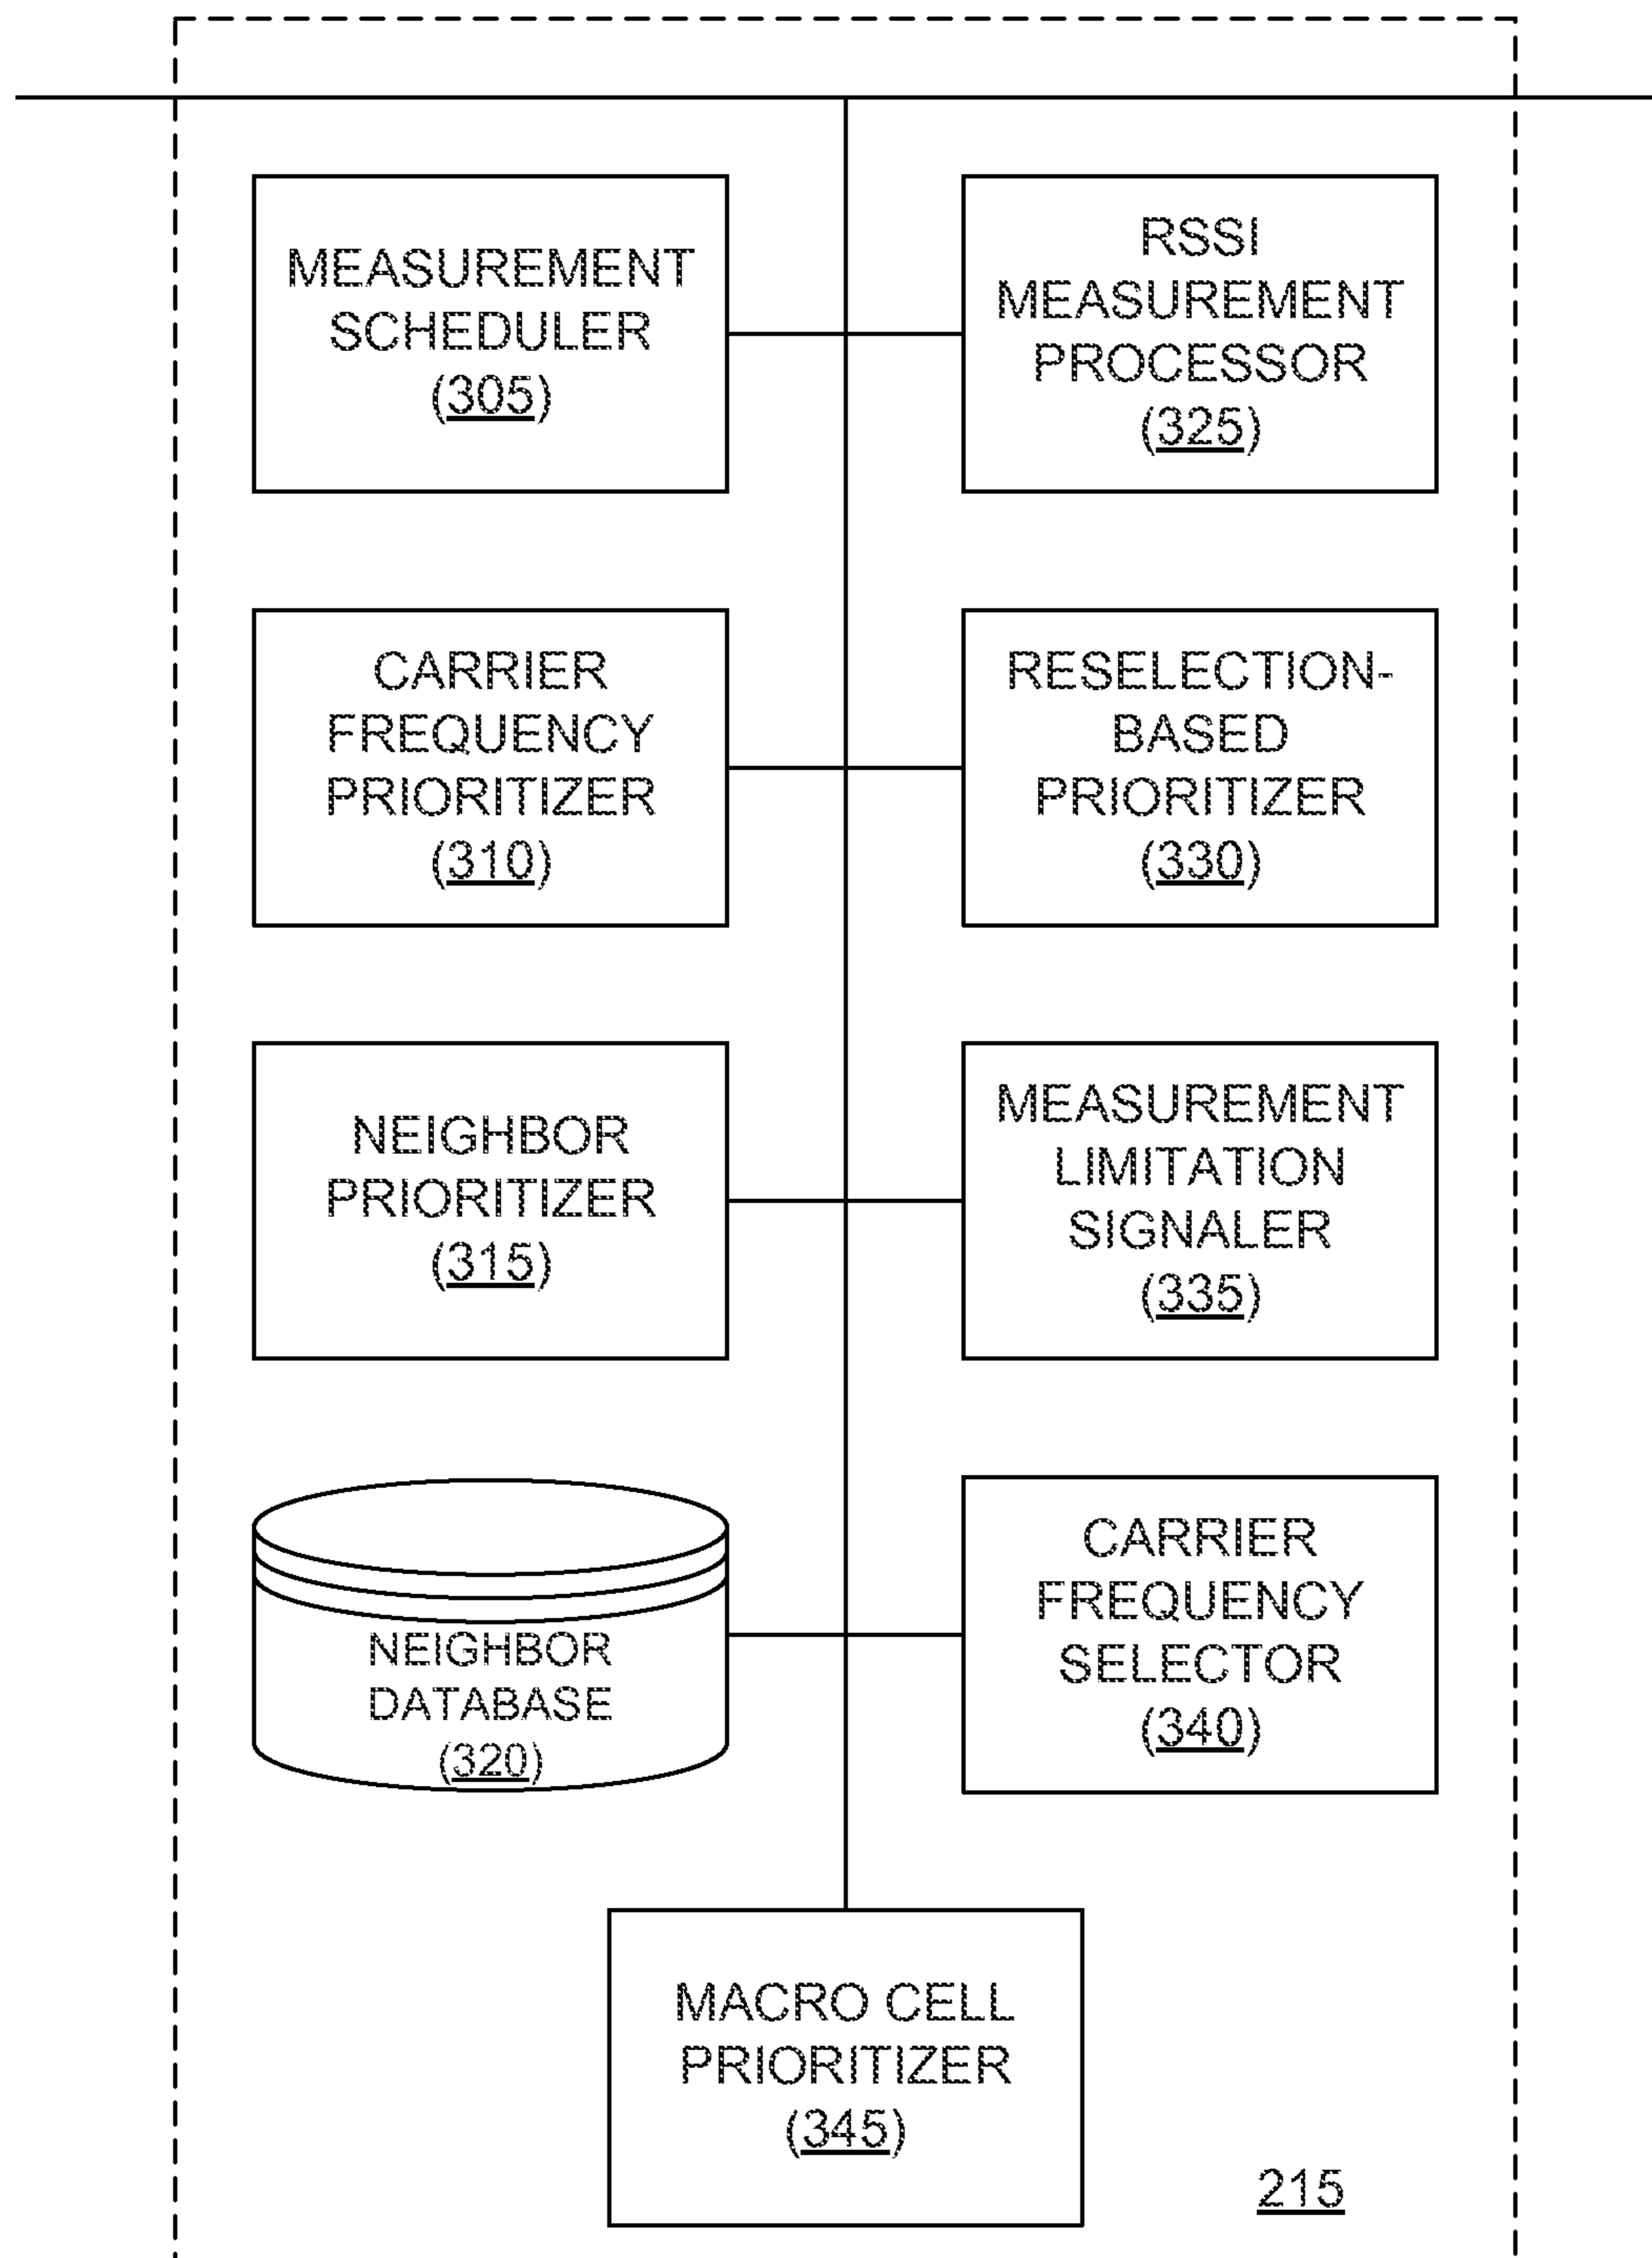 MEASUREMENT
SCHEDULER
(305)
RSSI
MEASUREMENT
PROCESSOR
(325)
CARRIER
FREQUENCY
PRIORITIZER
(310)
RESELECTION-
BASED
PRIORITIZER
(330)
NEIGHBOR
PRIORITIZER
(315)
MEASUREMENT
LIMITATION
SIGNALER
(335)
NEIGHBOR
DATABASE
(320)
CARRIER
FREQUENCY
SELECTOR
(340)
MACRO CELL
PRIORITIZER
(345)
215